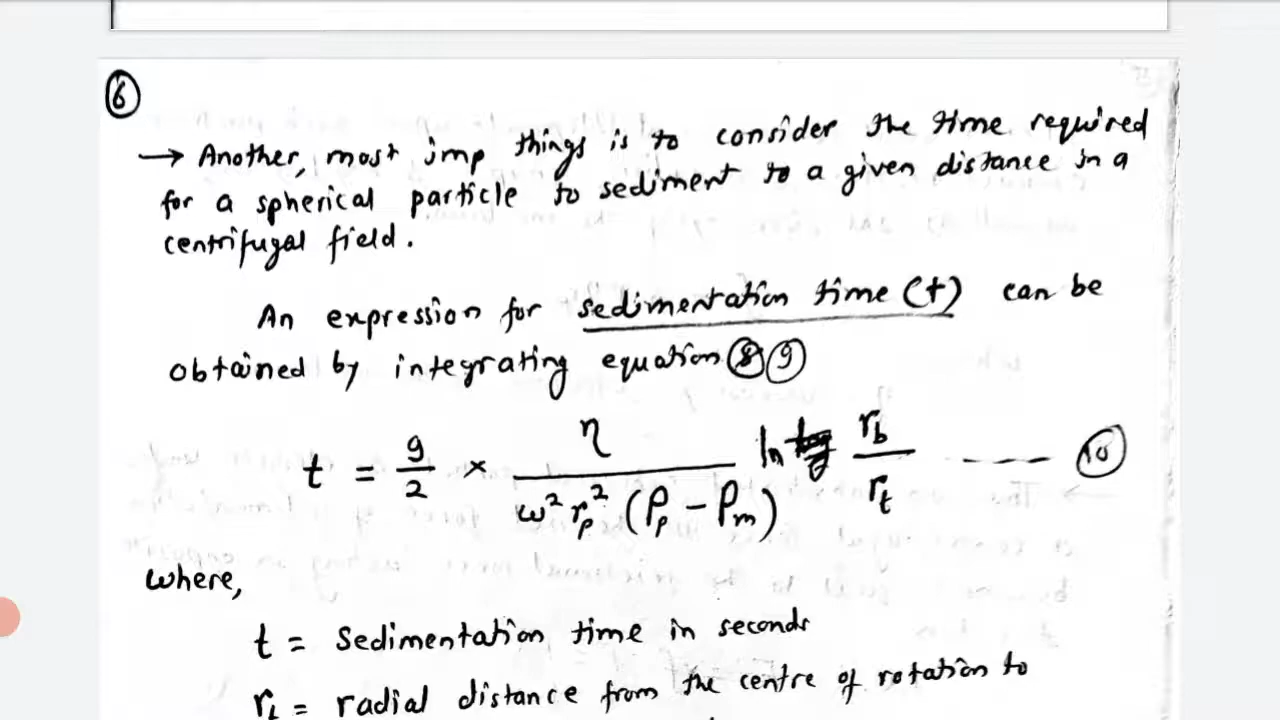 6
→ Another, most imp things is to consider the time required
for a spherical particle to sediment to a given distance in a
centrifugal field.
An expression for sedimentation time (t) can be
obtained by integrating equation 8 9
t = 9/2 × η / ω² rp² (ρp - ρm) ln rb/rt ------ 10
where,
t = sedimentation time in seconds
rt = radial distance from the centre of rotation to